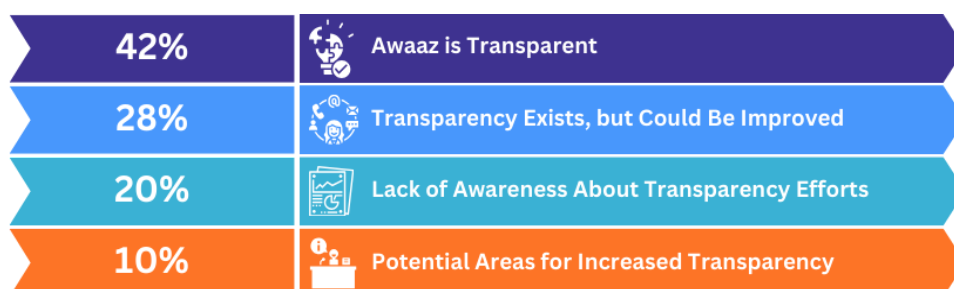 42% Awaaz is Transparent
28% Transparency Exists, but Could Be Improved
20% Lack of Awareness About Transparency Efforts
10% Potential Areas for Increased Transparency